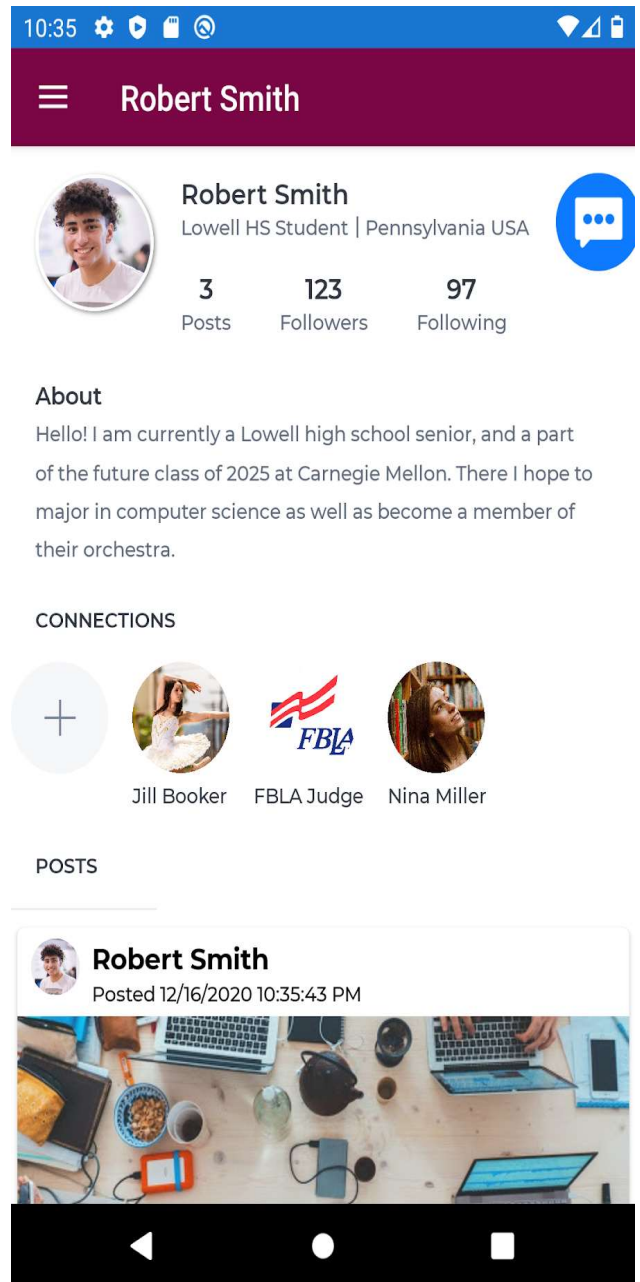 10:35
Robert Smith
Robert Smith
Lowell HS Student | Pennsylvania USA
3 123 97
Posts Followers Following
About
Hello! I am currently a Lowell high school senior, and a part
of the future class of 2025 at Carnegie Mellon. There I hope to
major in computer science as well as become a member of
their orchestra.
CONNECTIONS
FBLA
Jill Booker FBLA Judge Nina Miller
POSTS
Robert Smith
Posted 12/16/2020 10:35:43 PM